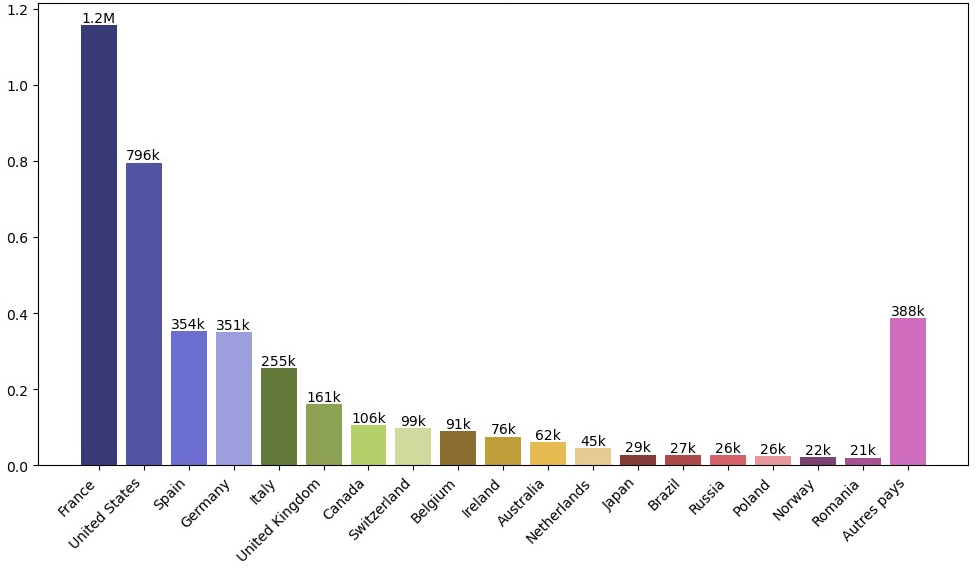 1.2
1.0
0.8
0.6
0.4
0.2
0.0
1.2M
796k
354k
351k
255k
161k
106k
99k
91k
76k
62k
45k
29k
27k
26k
26k
22k
21k
388k
France
United States
Spain
Germany
Italy
United Kingdom
Canada
Switzerland
Belgium
Ireland
Australia
Netherlands
Japan
Brazil
Russia
Poland
Norway
Romania
Autres pays